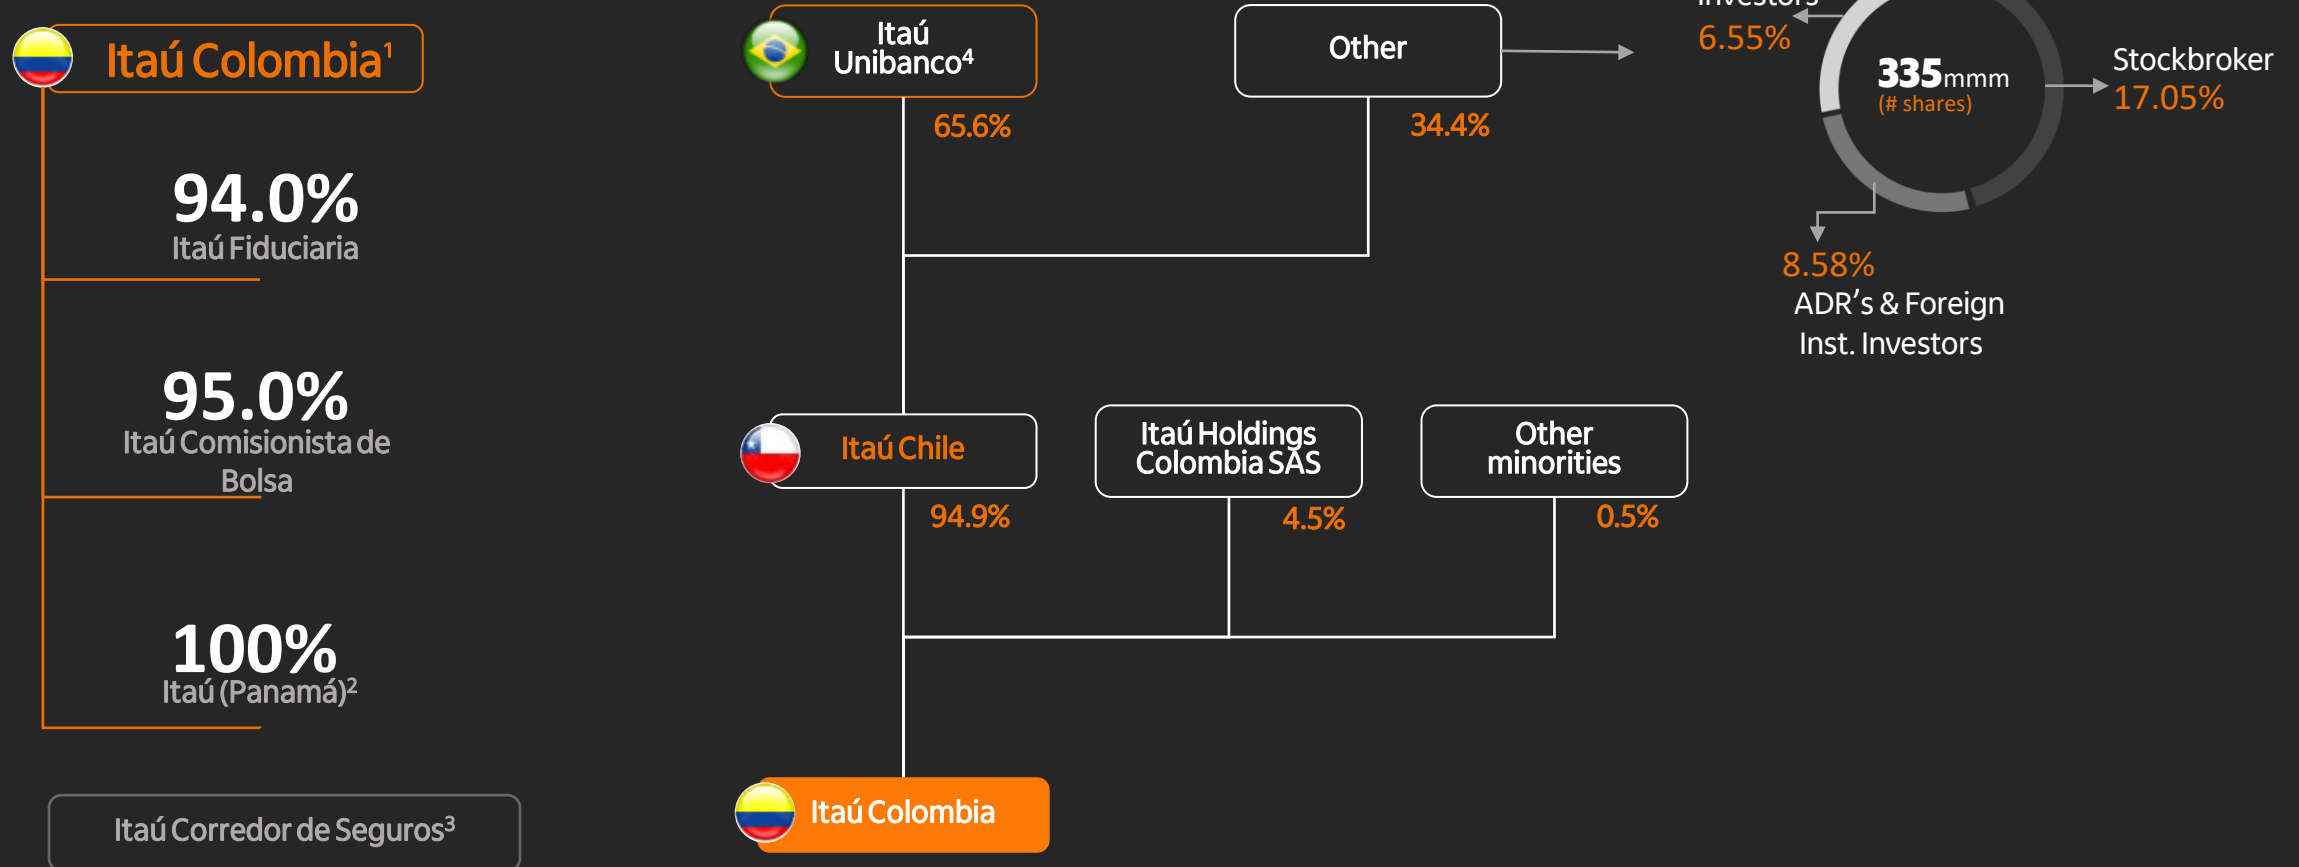 Itaú Colombia¹
94.0%
Itaú Fiduciaria
95.0%
Itaú Comisionista de
Bolsa
100%
Itaú (Panamá)²
Itaú Corredor de Seguros³
Itaú
Unibanco⁴
65.6%
Other
34.4%
Itaú Chile
94.9%
Itaú Holdings
Colombia SAS
4.5%
Other
minorities
0.5%
Itaú Colombia
Investors
6.55%
335mmm
(# shares)
Stockbroker
17.05%
8.58%
ADR’s & Foreign
Inst. Investors